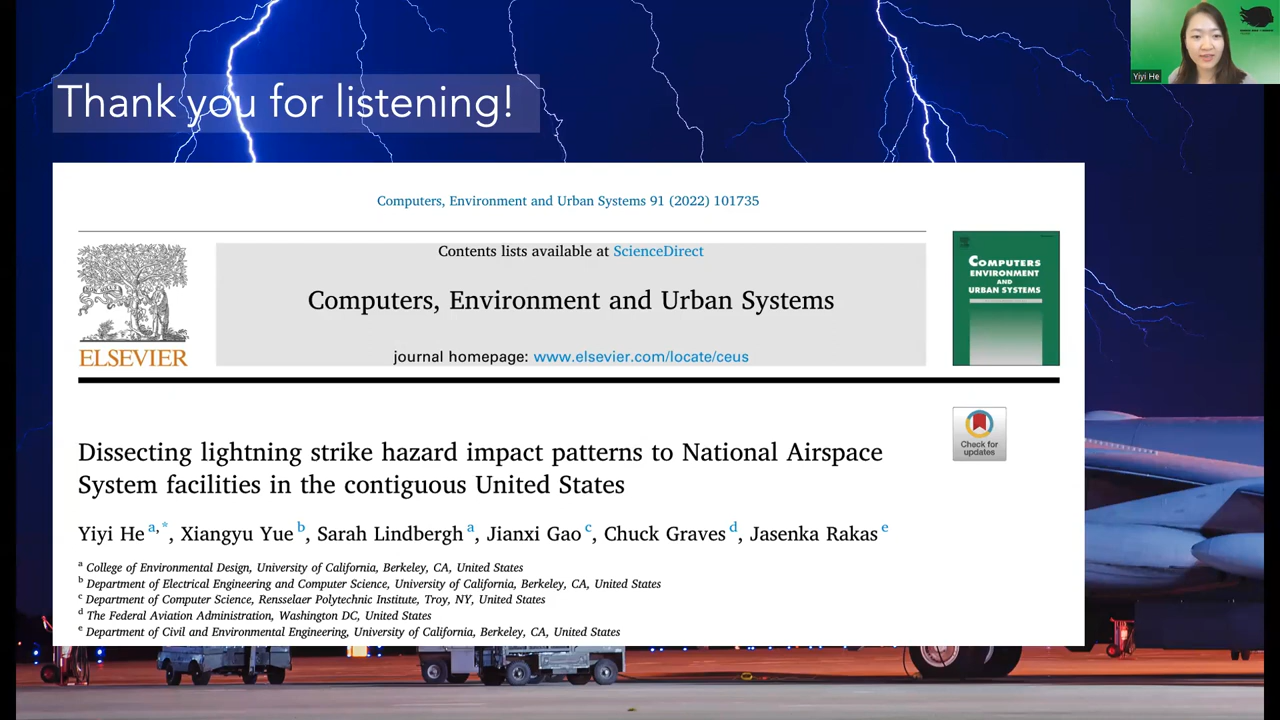 Yiyi He
Thank you for listening!
Computers, Environment and Urban Systems 91 (2022) 101735
Contents lists available at ScienceDirect
Computers, Environment and Urban Systems
journal homepage: www.elsevier.com/locate/ceus
ELSEVIER
COMPUTERS
ENVIRONMENT
AND
URBAN SYSTEMS
Check for
updates
Dissecting lightning strike hazard impact patterns to National Airspace
System facilities in the contiguous United States
Yiyi He a,*, Xiangyu Yue b, Sarah Lindbergh a, Jianxi Gao c, Chuck Graves d, Jasenka Rakas e
a College of Environmental Design, University of California, Berkeley, CA, United States
b Department of Electrical Engineering and Computer Science, University of California, Berkeley, CA, United States
c Department of Computer Science, Rensselaer Polytechnic Institute, Troy, NY, United States
d The Federal Aviation Administration, Washington DC, United States
e Department of Civil and Environmental Engineering, University of California, Berkeley, CA, United States